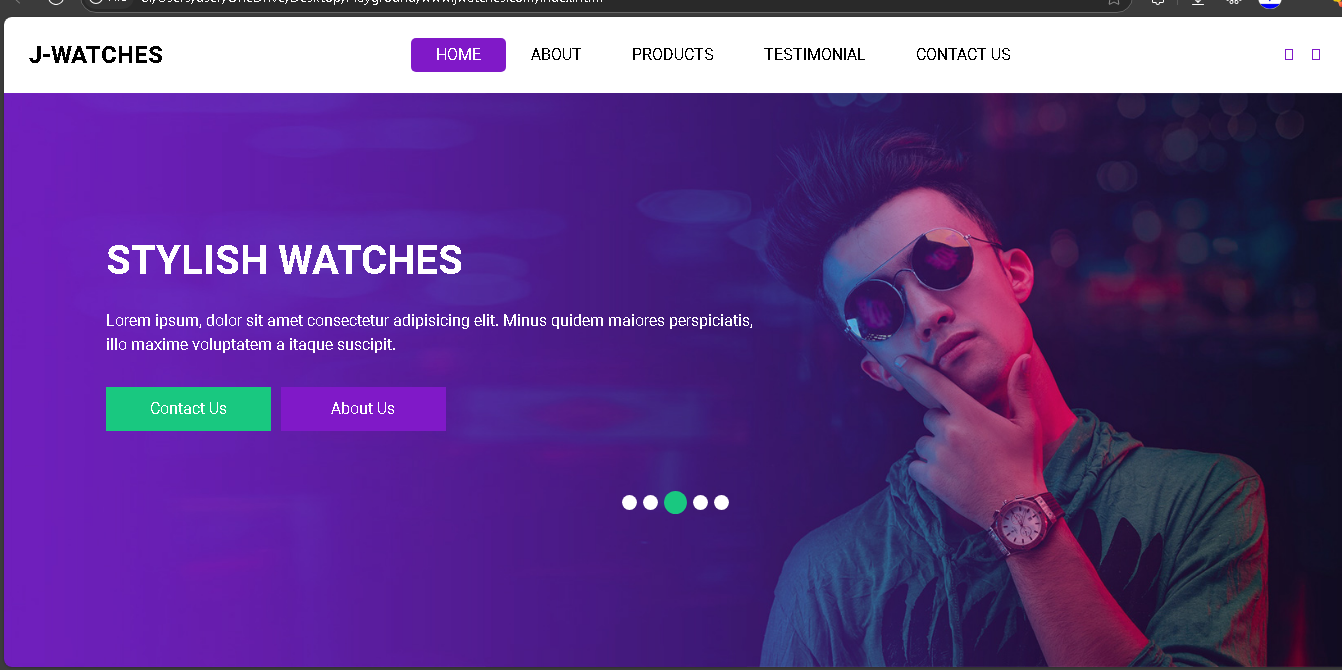 J-WATCHES
HOME ABOUT PRODUCTS TESTIMONIAL CONTACT US
STYLISH WATCHES
Lorem ipsum, dolor sit amet consectetur adipisicing elit. Minus quidem maiores perspiciatis,
illo maxime voluptatem a itaque suscipit.
Contact Us About Us